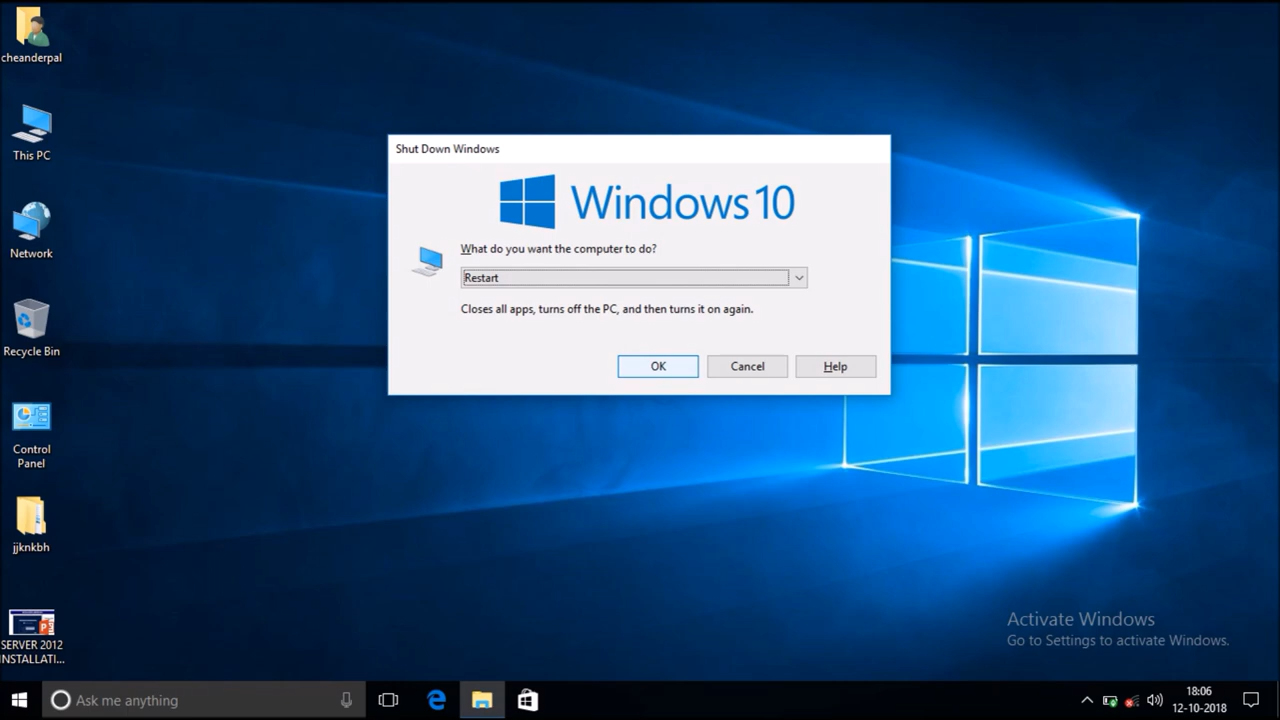 cheanderpal
This PC
Network
Recycle Bin
Control
Panel
jjknkbh
SERVER 2012
INSTALLATI...
Shut Down Windows
Windows 10
What do you want the computer to do?
Restart
Closes all apps, turns off the PC, and then turns it on again.
OK
Cancel
Help
Activate Windows
Go to Settings to activate Windows.
Ask me anything
18:06
12-10-2018